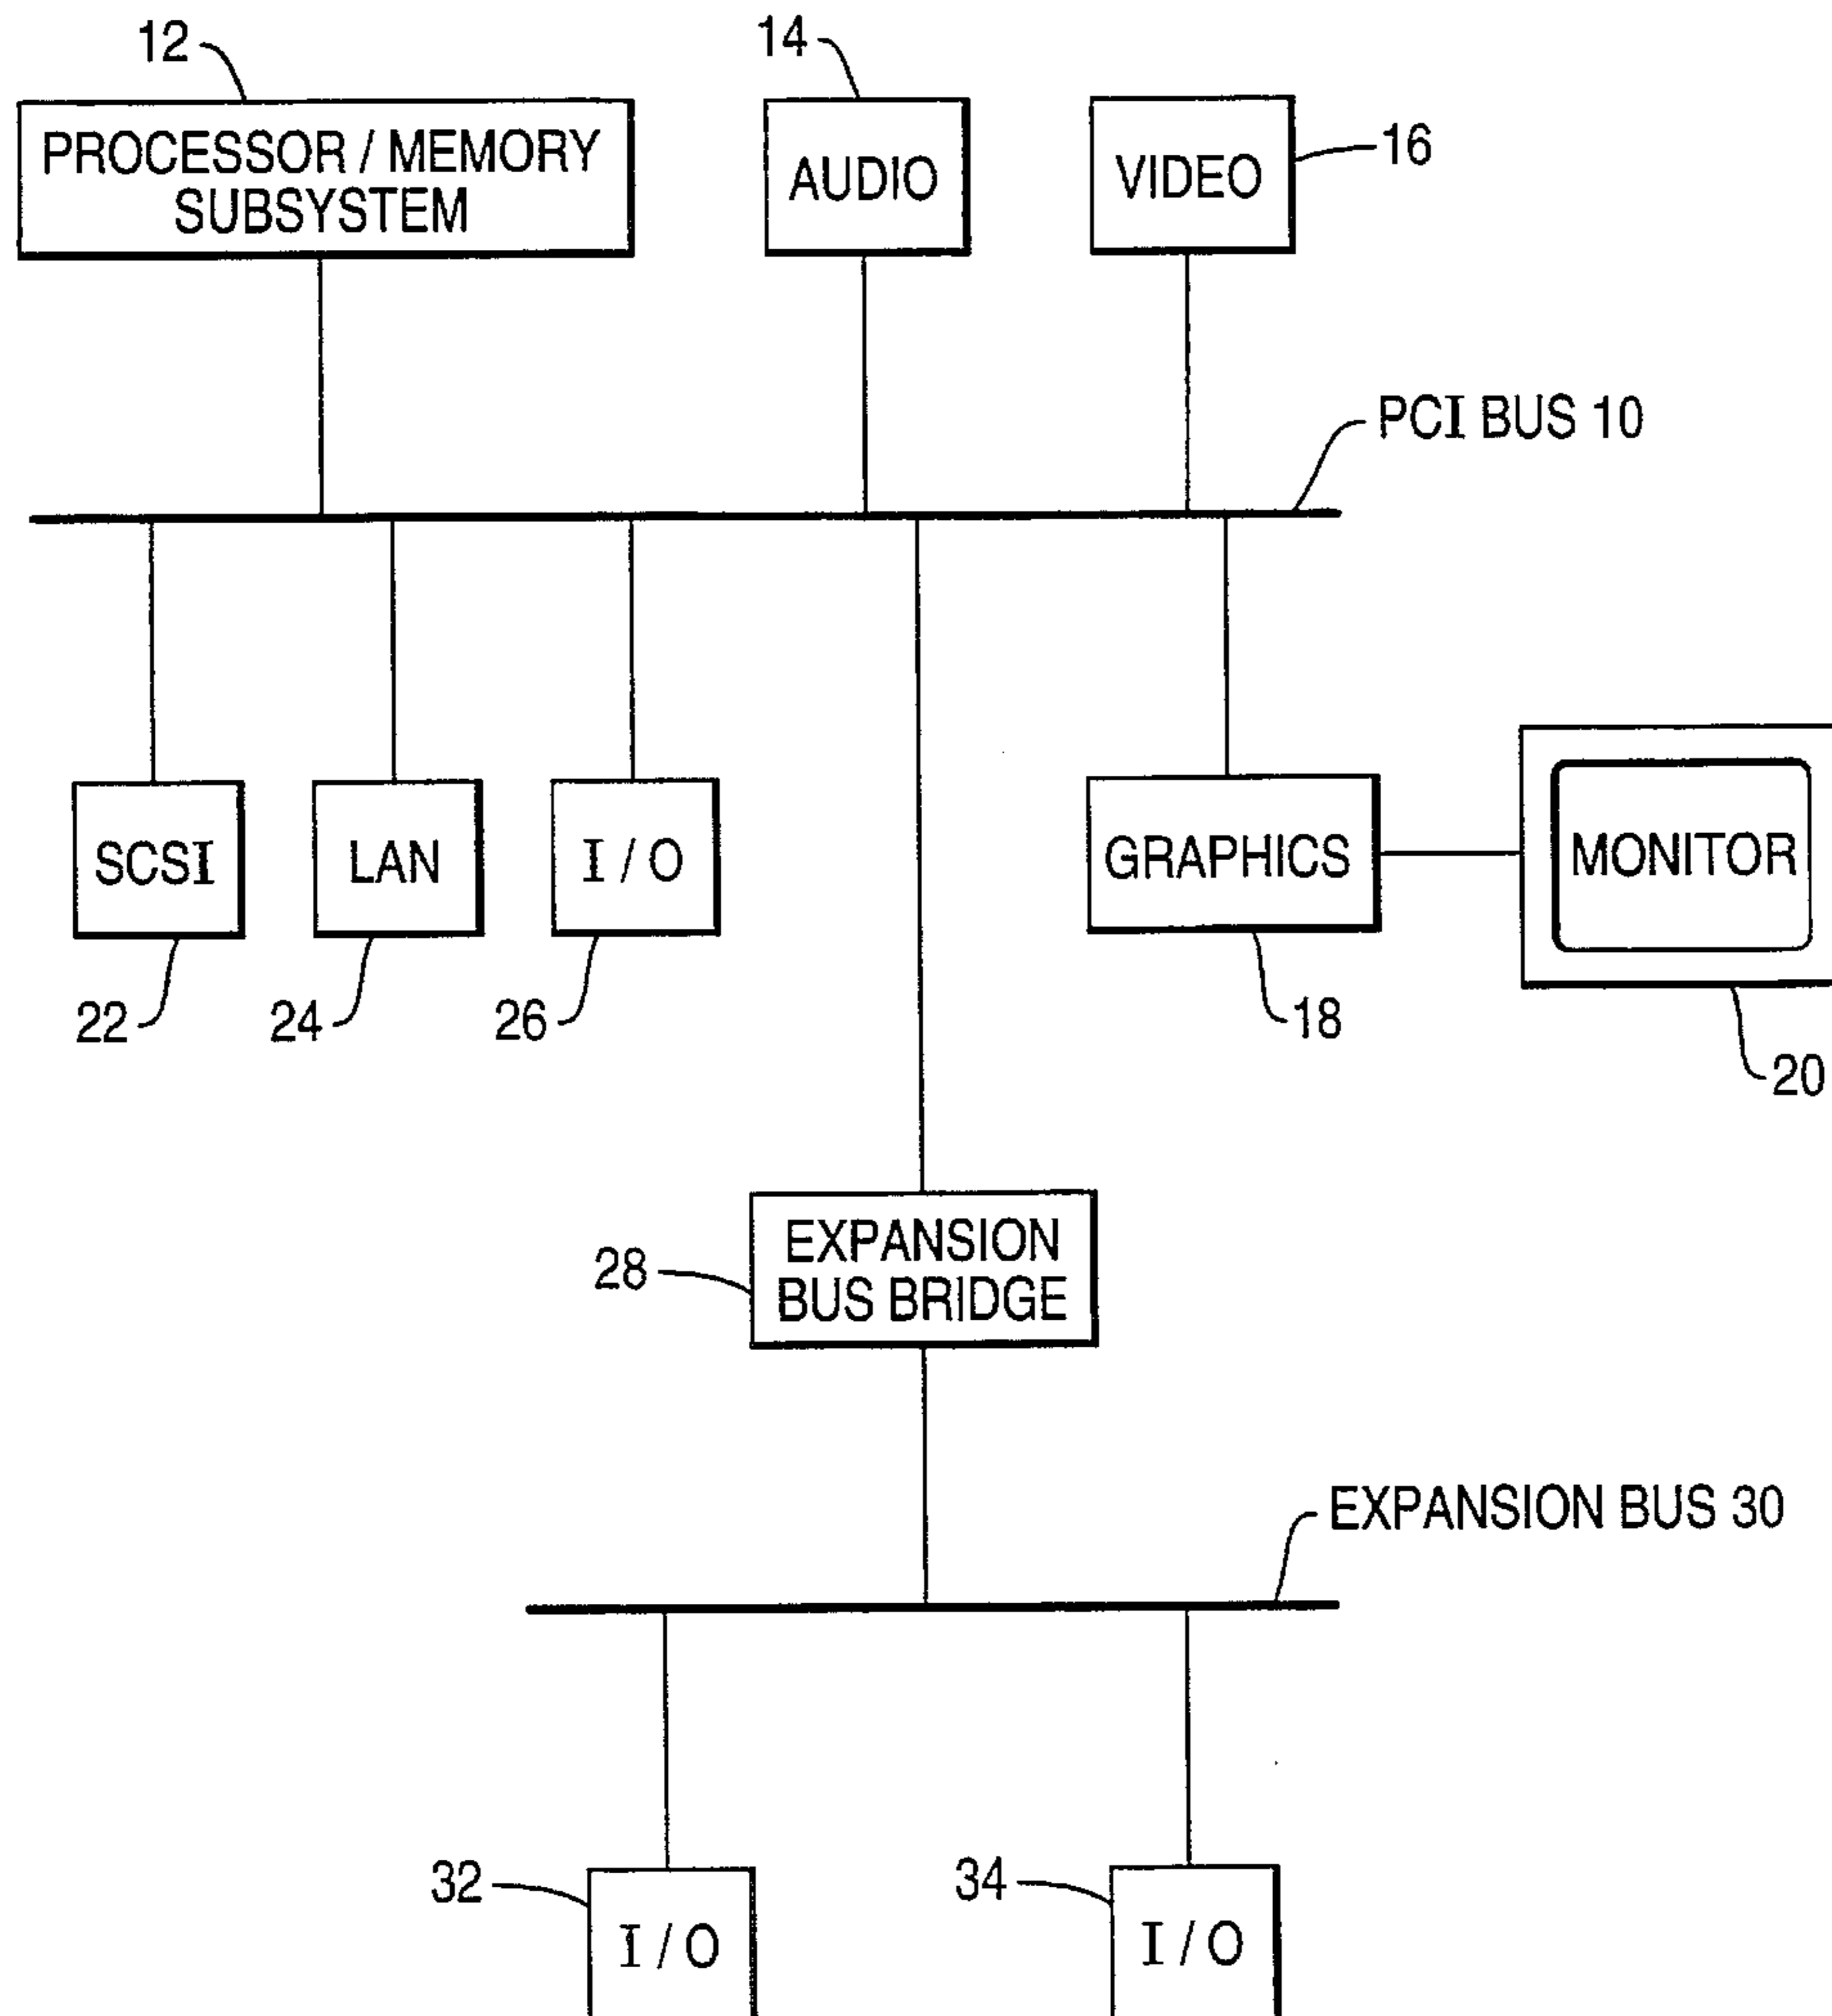 12
14
PROCESSOR / MEMORY
SUBSYSTEM
AUDIO
VIDEO
16
PCI BUS 10
SCSI
LAN
I / O
GRAPHICS
MONITOR
22
24
26
18
20
28
EXPANSION
BUS BRIDGE
EXPANSION BUS 30
32
I / O
34
I / O